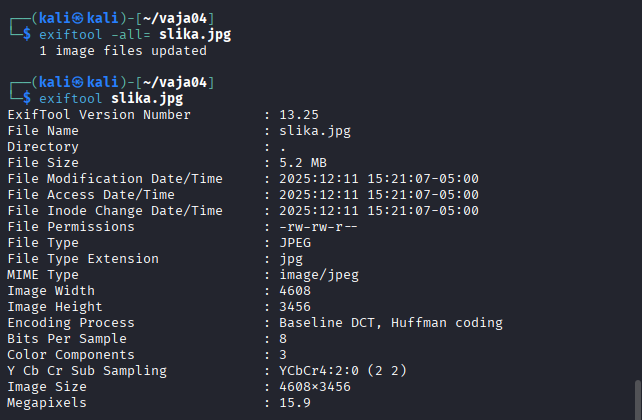 ┌──(kali㉿kali)-[~/vaja04]
└─$ exiftool -all= slika.jpg
    1 image files updated

┌──(kali㉿kali)-[~/vaja04]
└─$ exiftool slika.jpg
ExifTool Version Number         : 13.25
File Name                       : slika.jpg
Directory                       : .
File Size                       : 5.2 MB
File Modification Date/Time     : 2025:12:11 15:21:07-05:00
File Access Date/Time           : 2025:12:11 15:21:07-05:00
File Inode Change Date/Time     : 2025:12:11 15:21:07-05:00
File Permissions                : -rw-rw-r--
File Type                       : JPEG
File Type Extension             : jpg
MIME Type                       : image/jpeg
Image Width                     : 4608
Image Height                    : 3456
Encoding Process                : Baseline DCT, Huffman coding
Bits Per Sample                 : 8
Color Components                : 3
Y Cb Cr Sub Sampling            : YCbCr4:2:0 (2 2)
Image Size                      : 4608×3456
Megapixels                      : 15.9